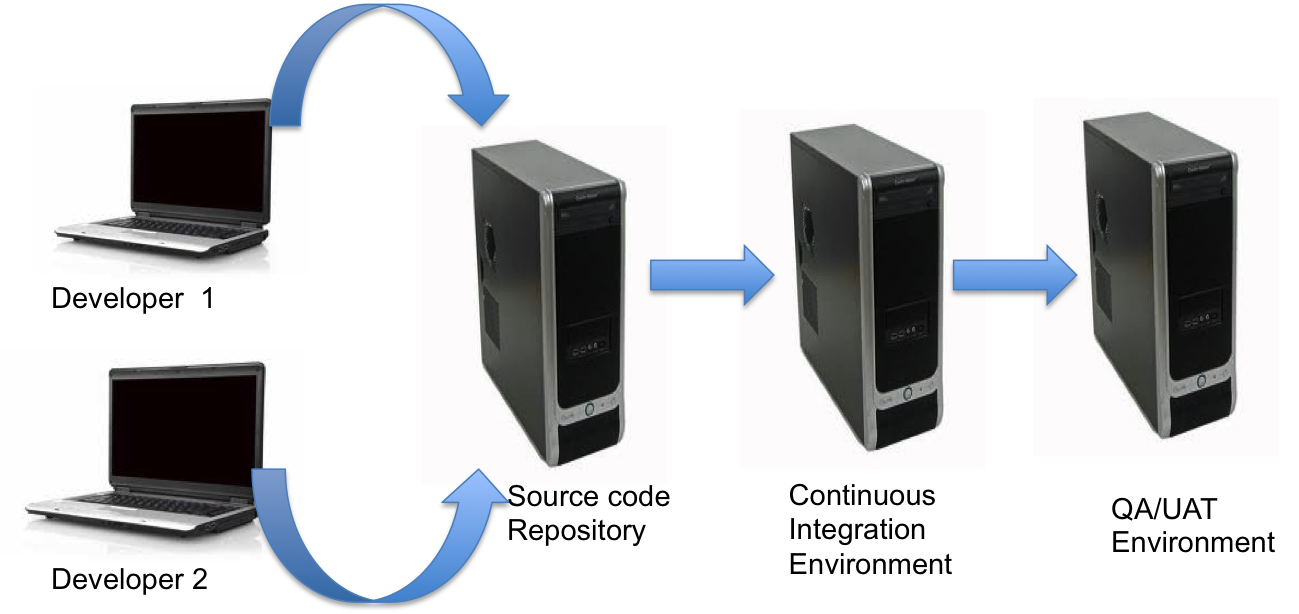 Developer  1
Developer 2
Source code
Repository
Continuous
Integration
Environment
QA/UAT
Environment